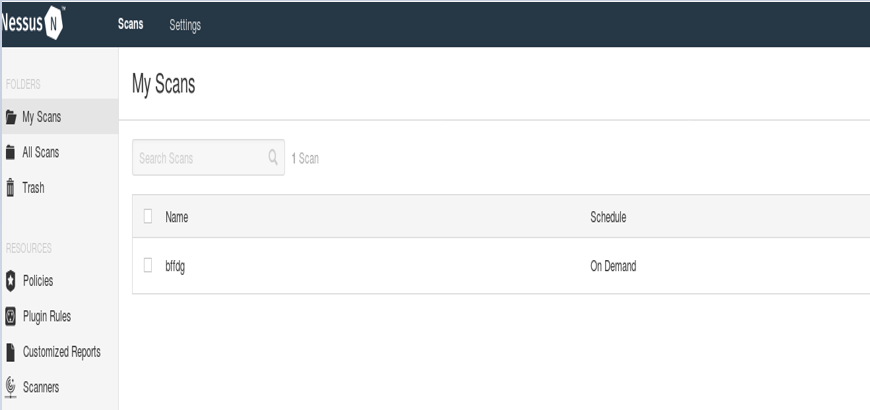 Nessus N ™
Scans Settings
FOLDERS
My Scans
All Scans
Trash
RESOURCES
Policies
Plugin Rules
Customized Reports
Scanners
My Scans
Search Scans 1 Scan
Name Schedule
bffdg On Demand